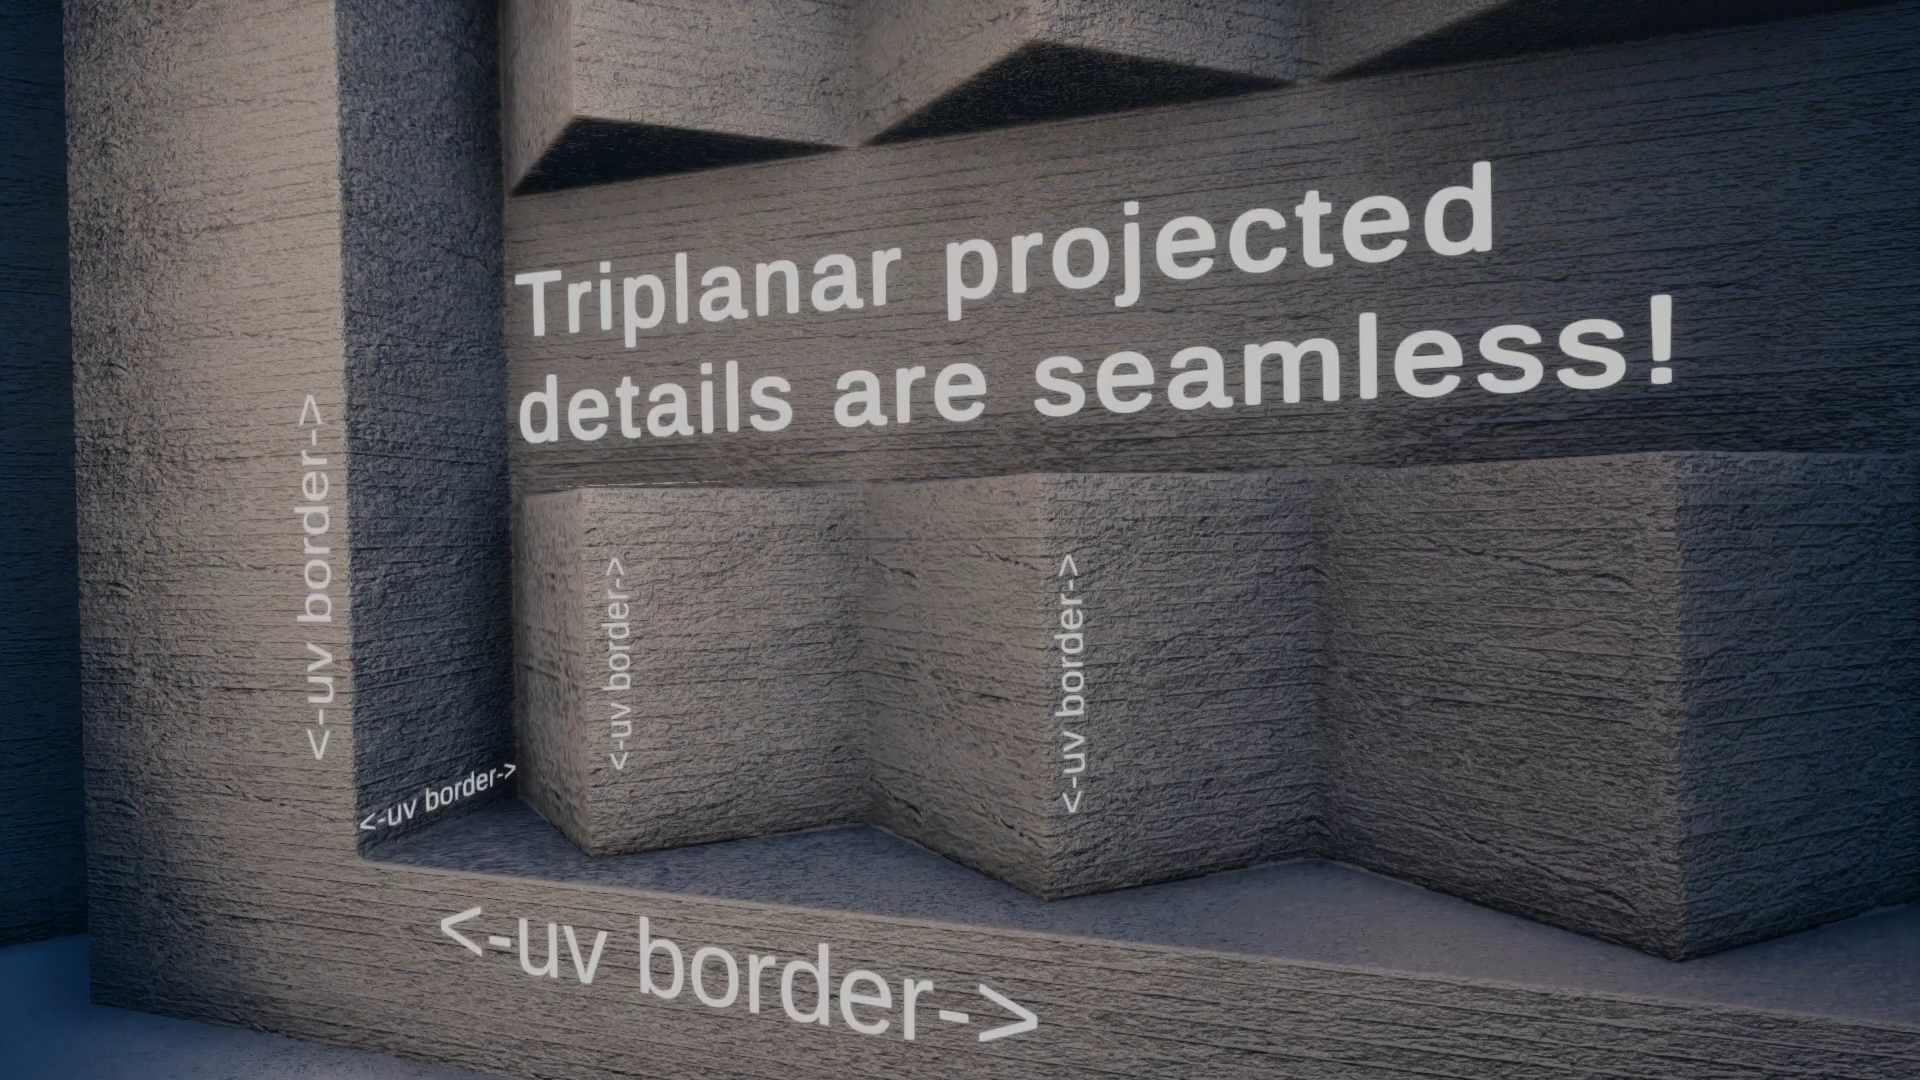 Triplanar projected
details are seamless!
<-uv border->
<-uv border->
<-uv border->
<-uv border->
<-uv border->